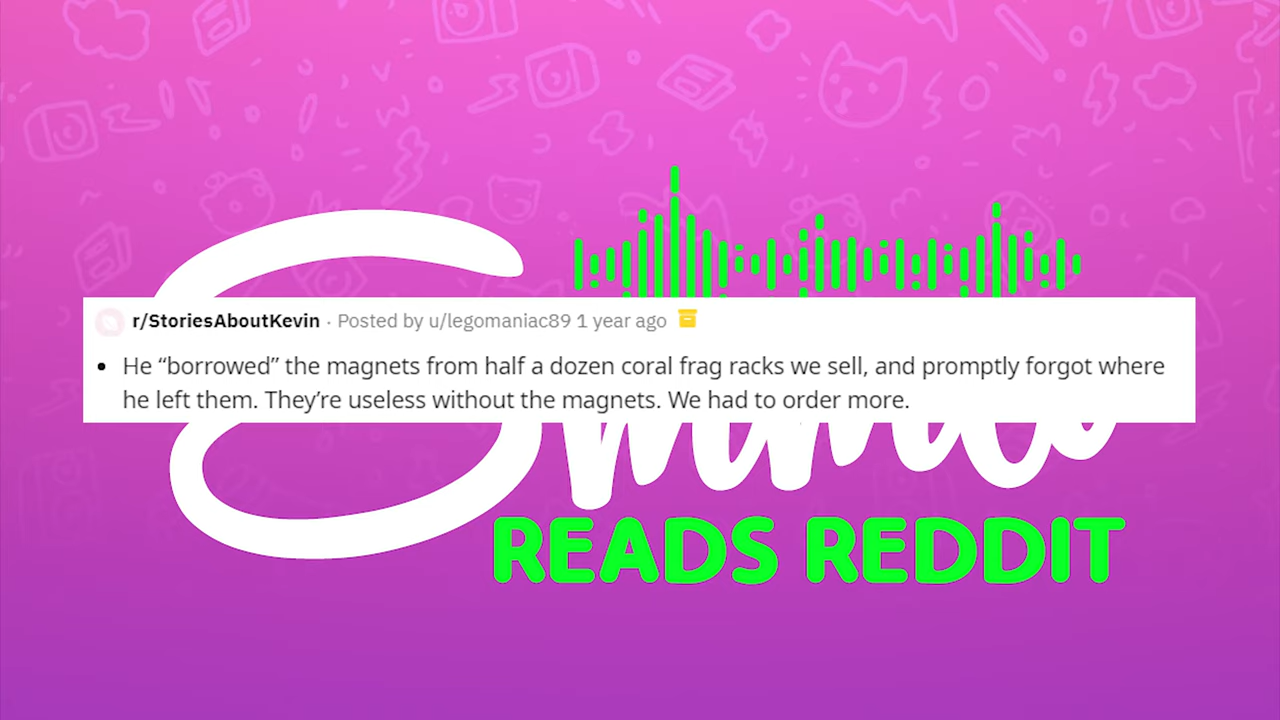 r/StoriesAboutKevin · Posted by u/legomaniac89 1 year ago
• He “borrowed” the magnets from half a dozen coral frag racks we sell, and promptly forgot where
he left them. They’re useless without the magnets. We had to order more.
READS REDDIT